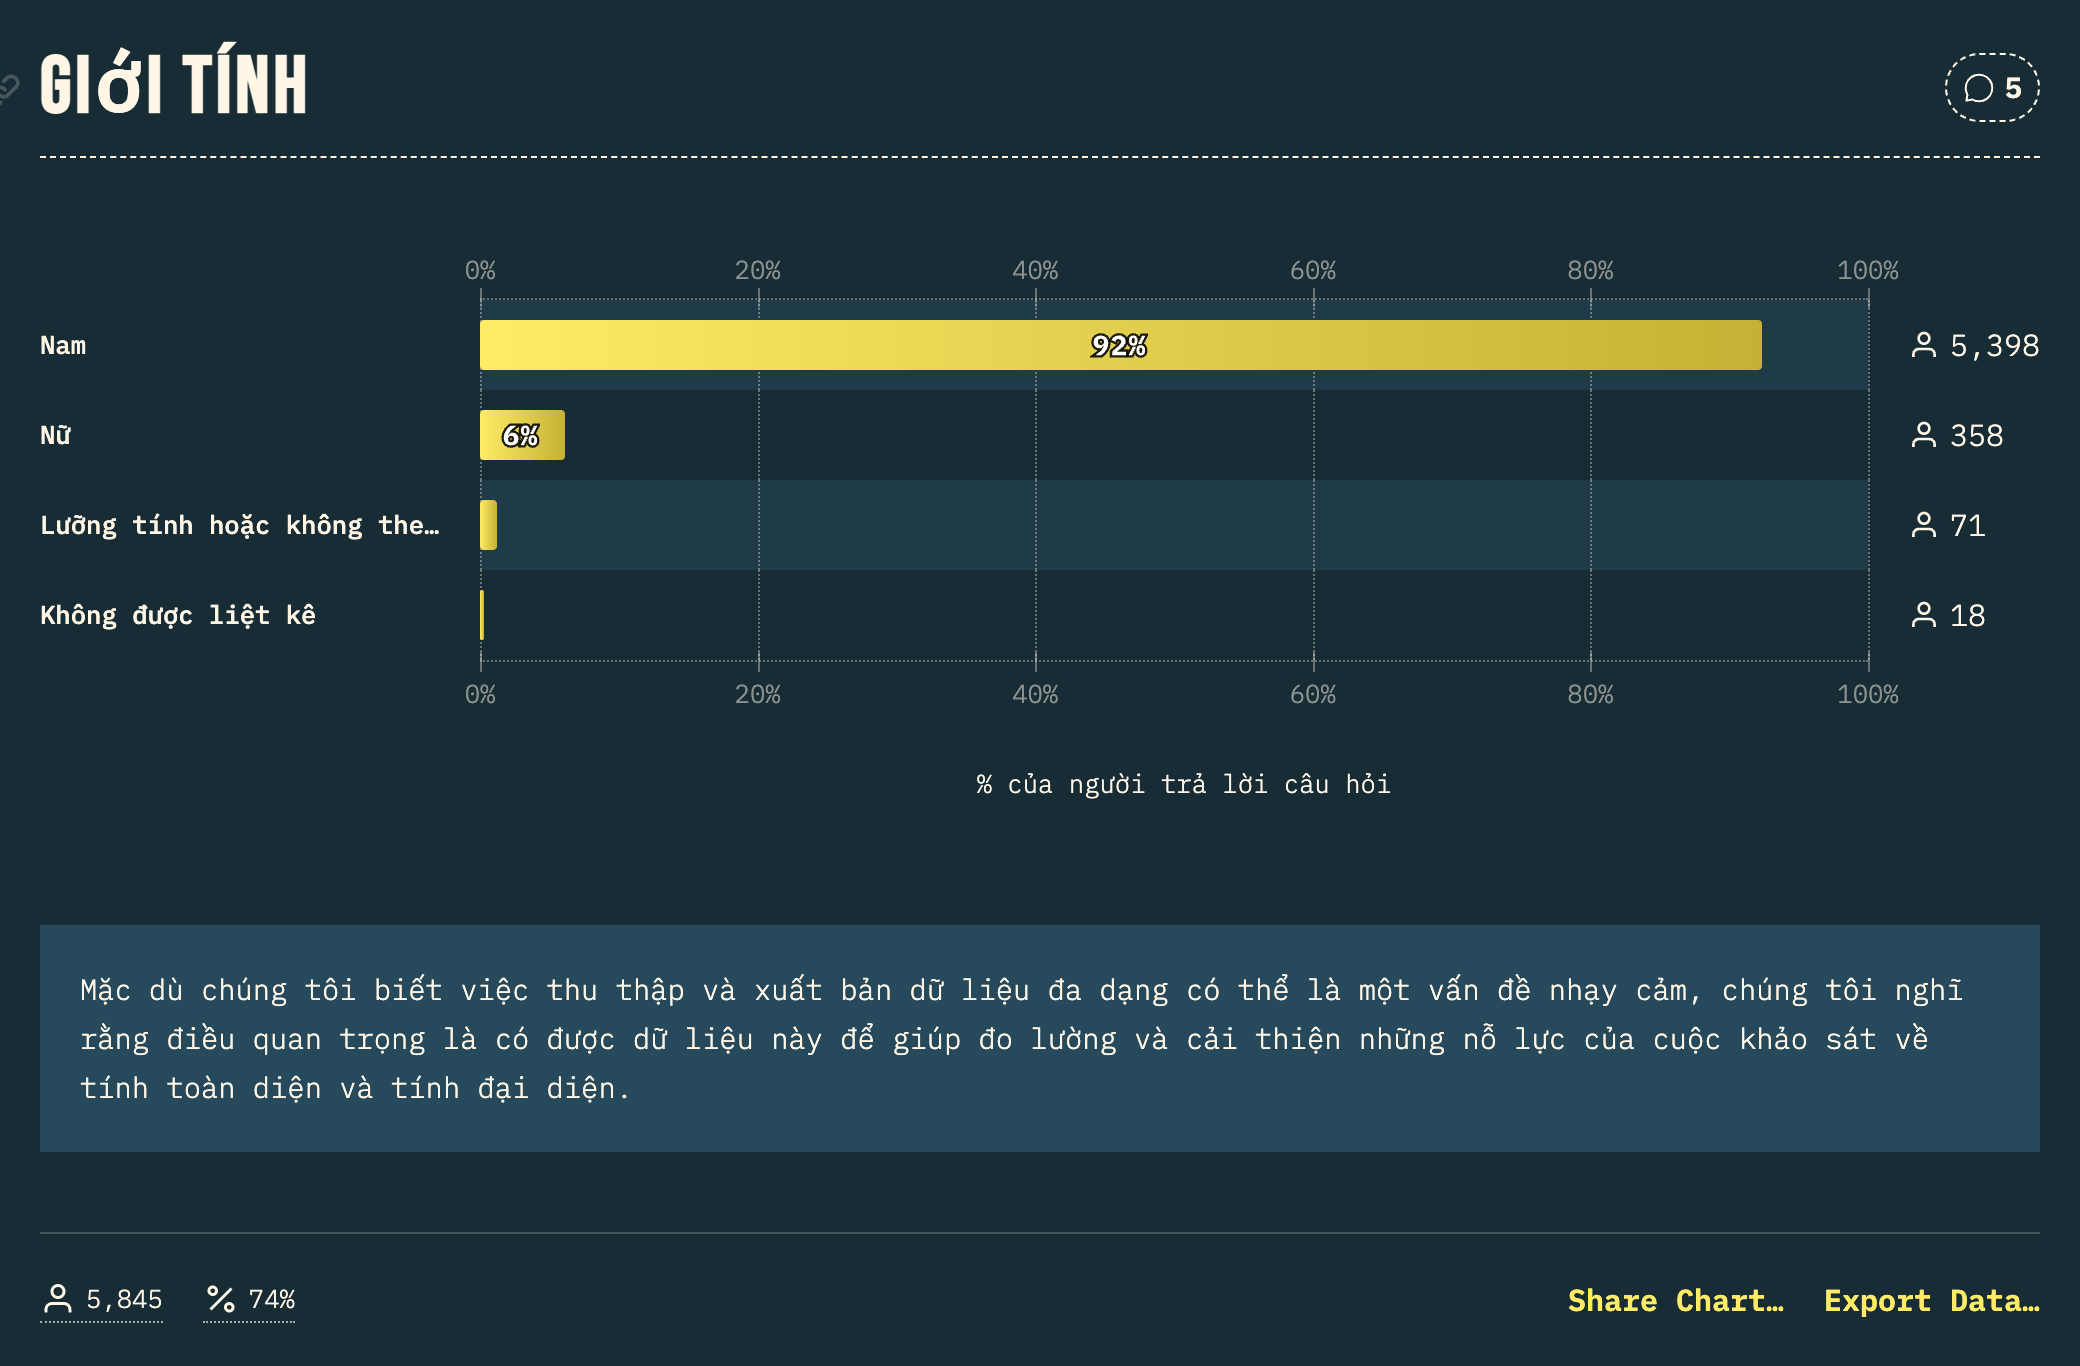 GIớI TÍNH
5
0% 20% 40% 60% 80% 100%
Nam 92% 5,398
Nữ 6% 358
Lưỡng tính hoặc không the… 71
Không được liệt kê 18
0% 20% 40% 60% 80% 100%
% của người trả lời câu hỏi
Mặc dù chúng tôi biết việc thu thập và xuất bản dữ liệu đa dạng có thể là một vấn đề nhạy cảm, chúng tôi nghĩ
rằng điều quan trọng là có được dữ liệu này để giúp đo lường và cải thiện những nỗ lực của cuộc khảo sát về
tính toàn diện và tính đại diện.
5,845 % 74% Share Chart… Export Data…